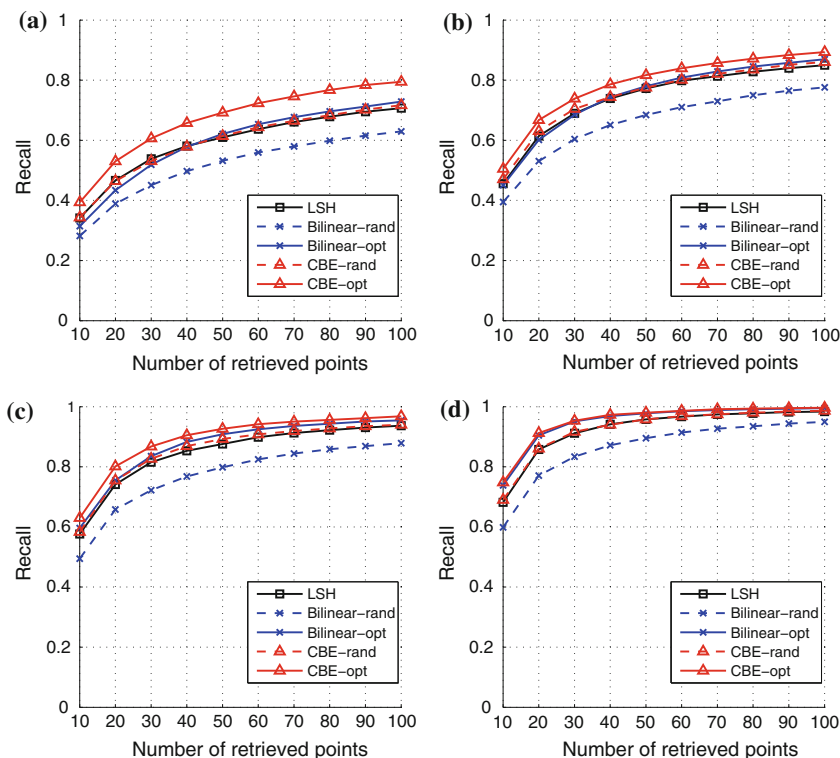 (a)
1
0.8
0.6
0.4
0.2
0
Recall
10 20 30 40 50 60 70 80 90 100
Number of retrieved points
LSH
Bilinear−rand
Bilinear−opt
CBE−rand
CBE−opt
(b)
1
0.8
0.6
0.4
0.2
0
Recall
10 20 30 40 50 60 70 80 90 100
Number of retrieved points
LSH
Bilinear−rand
Bilinear−opt
CBE−rand
CBE−opt
(c)
1
0.8
0.6
0.4
0.2
0
Recall
10 20 30 40 50 60 70 80 90 100
Number of retrieved points
LSH
Bilinear−rand
Bilinear−opt
CBE−rand
CBE−opt
(d)
1
0.8
0.6
0.4
0.2
0
Recall
10 20 30 40 50 60 70 80 90 100
Number of retrieved points
LSH
Bilinear−rand
Bilinear−opt
CBE−rand
CBE−opt